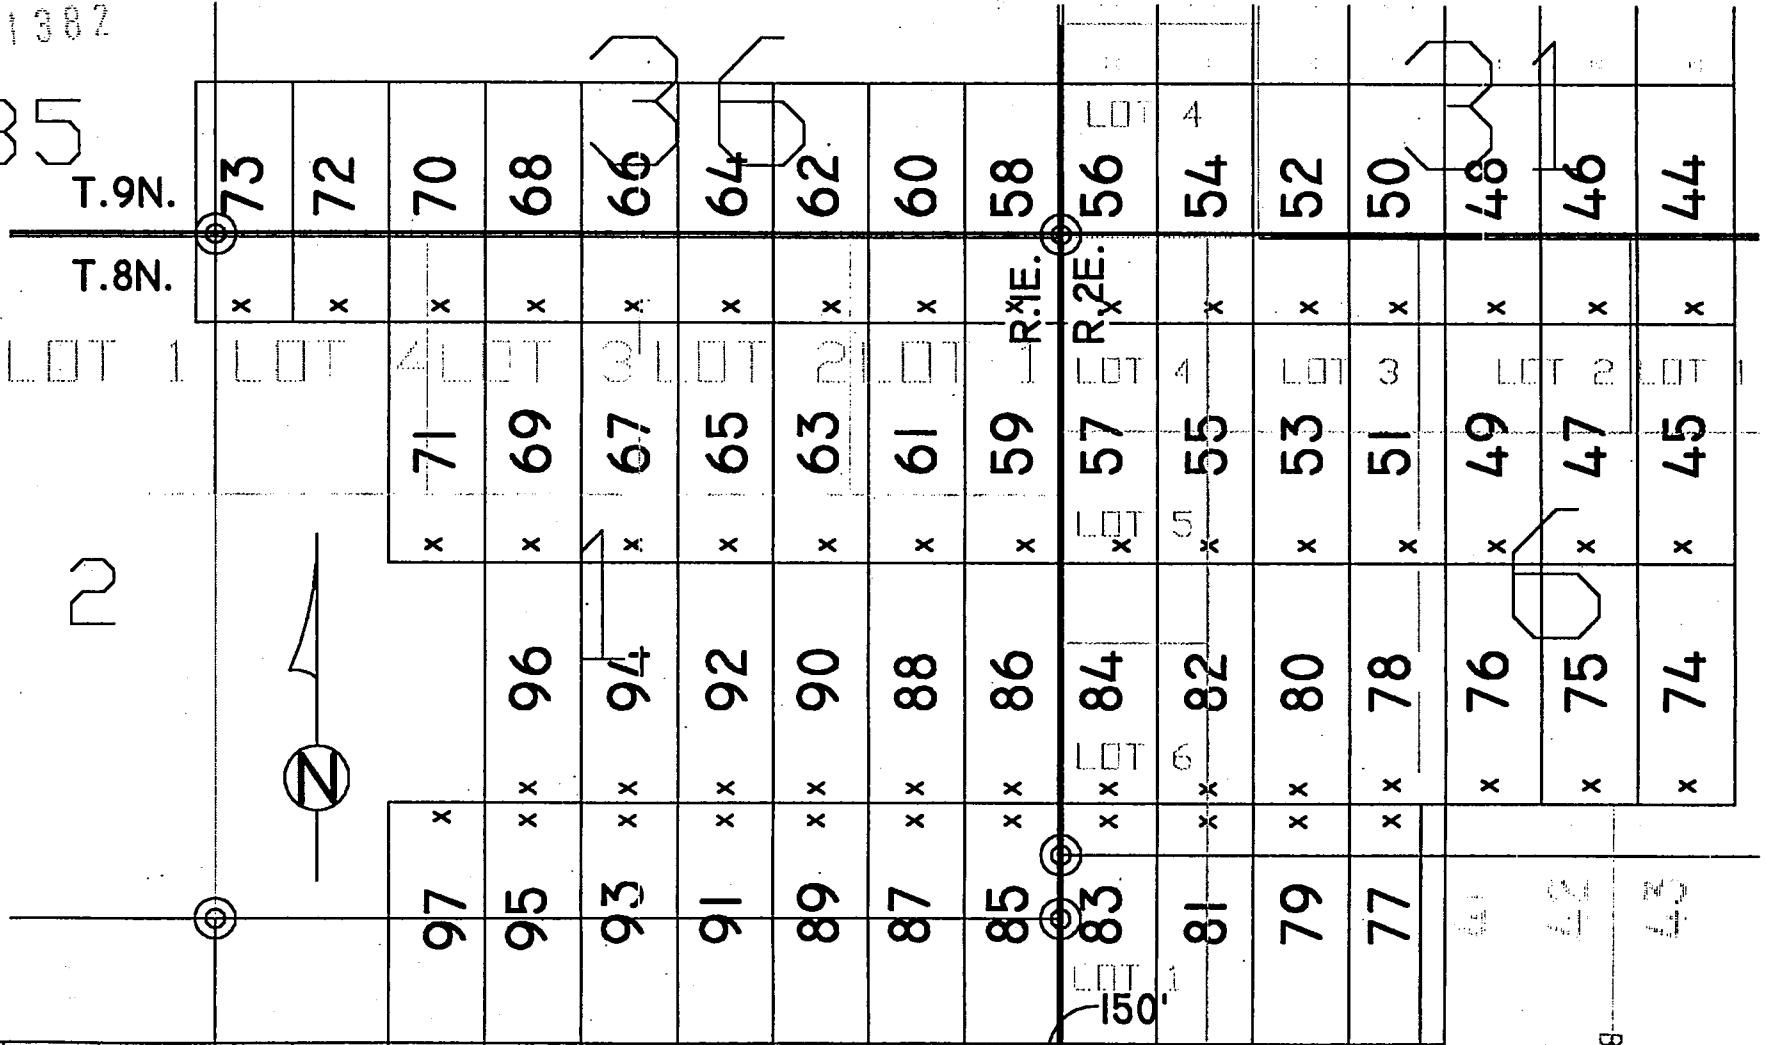 1382
35 36 31
LOT 4
T.9N. 73 72 70 68 66 64 62 60 58 56 54 52 50 48 46 44
T.8N. R.1E. R.2E.
x x x x x x x x x x x x x x x x
LOT 1 LOT 4 LOT 3 LOT 2 LOT 1 LOT 4 LOT 3 LOT 2 LOT 1
71 69 67 65 63 61 59 57 55 53 51 49 47 45
LOT 5
x x x x x x x x x x x x x x
2 1 6
96 94 92 90 88 86 84 82 80 78 76 75 74
N LOT 6
x x x x x x x x x x x x x
x x x x x x x x x x x
97 95 93 91 89 87 85 83 81 79 77 43
LOT 1
150'